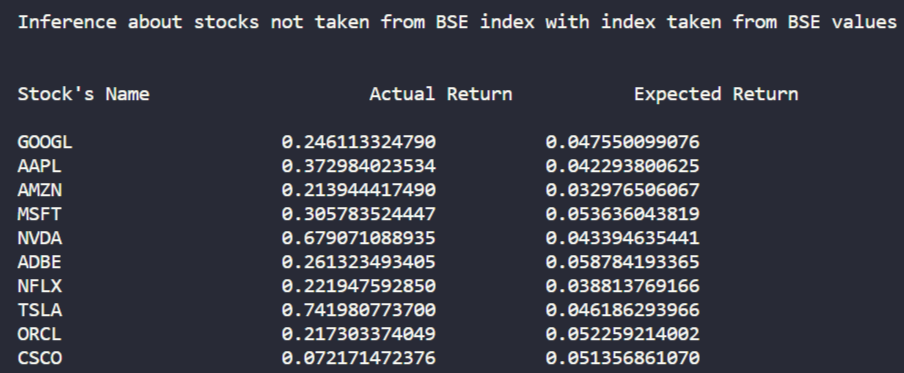 Inference about stocks not taken from BSE index with index taken from BSE values
Stock's Name Actual Return Expected Return
GOOGL 0.246113324790 0.047550099076
AAPL 0.372984023534 0.042293800625
AMZN 0.213944417490 0.032976506067
MSFT 0.305783524447 0.053636043819
NVDA 0.679071088935 0.043394635441
ADBE 0.261323493405 0.058784193365
NFLX 0.221947592850 0.038813769166
TSLA 0.741980773700 0.046186293966
ORCL 0.217303374049 0.052259214002
CSCO 0.072171472376 0.051356861070